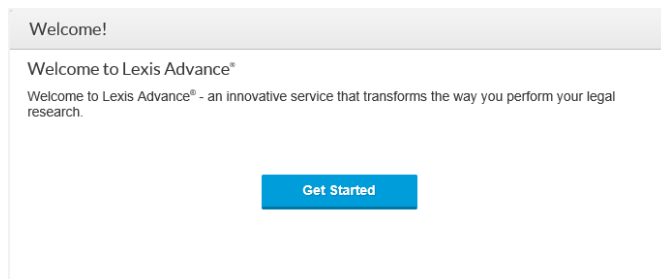 Welcome!
Welcome to Lexis Advance®
Welcome to Lexis Advance® - an innovative service that transforms the way you perform your legal
research.
Get Started